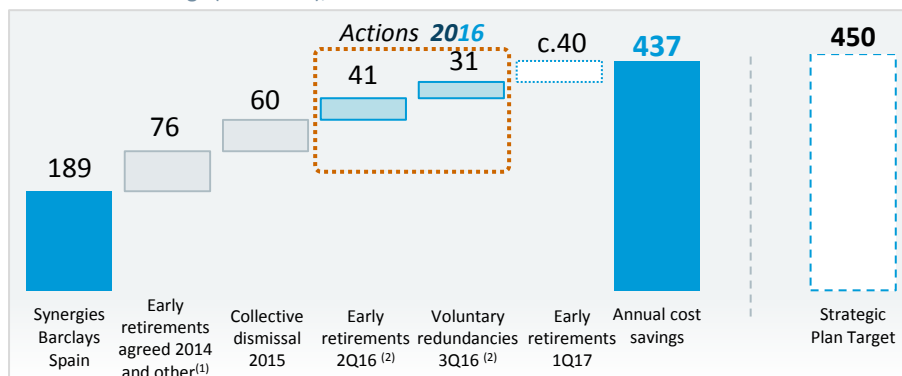 Actions 2016
189
76
60
41
31
c.40
437
450
Synergies
Barclays
Spain
Early
retirements
agreed 2014
and other(1)
Collective
dismissal
2015
Early
retirements
2Q16 (2)
Voluntary
redundancies
3Q16 (2)
Early
retirements
1Q17
Annual cost
savings
Strategic
Plan Target